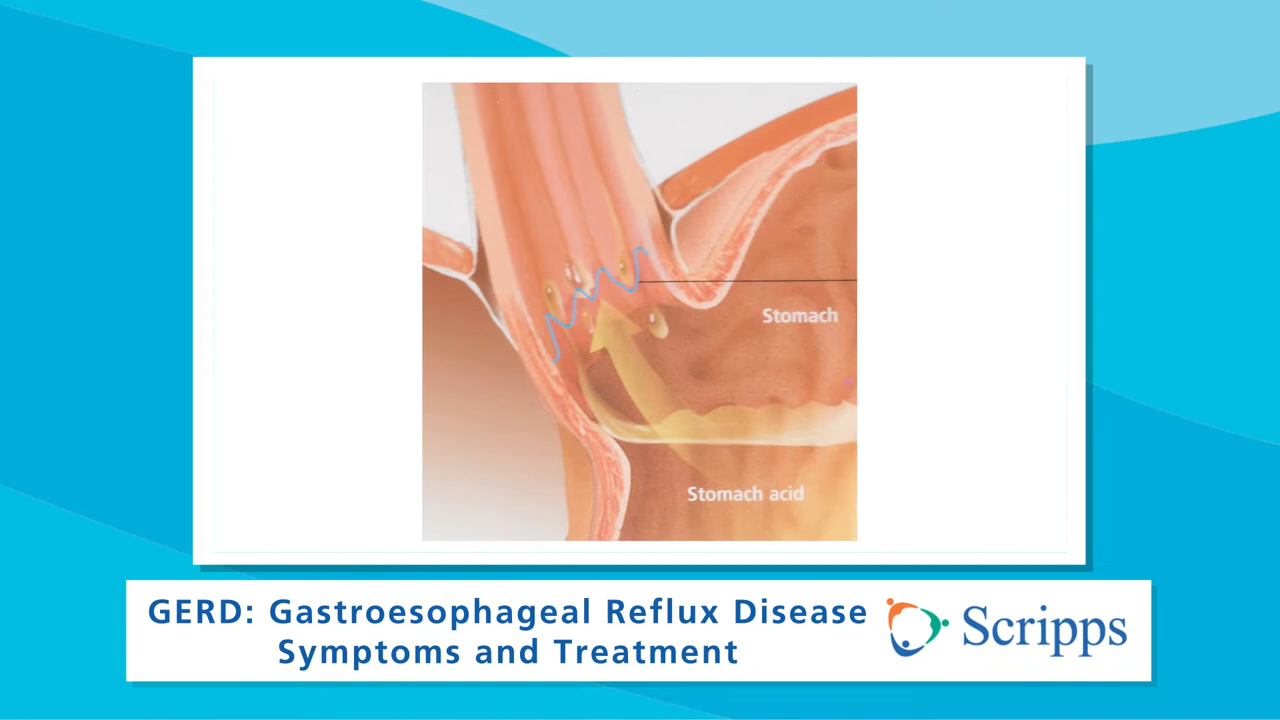 Stomach
Stomach acid
GERD: Gastroesophageal Reflux Disease
Symptoms and Treatment
Scripps